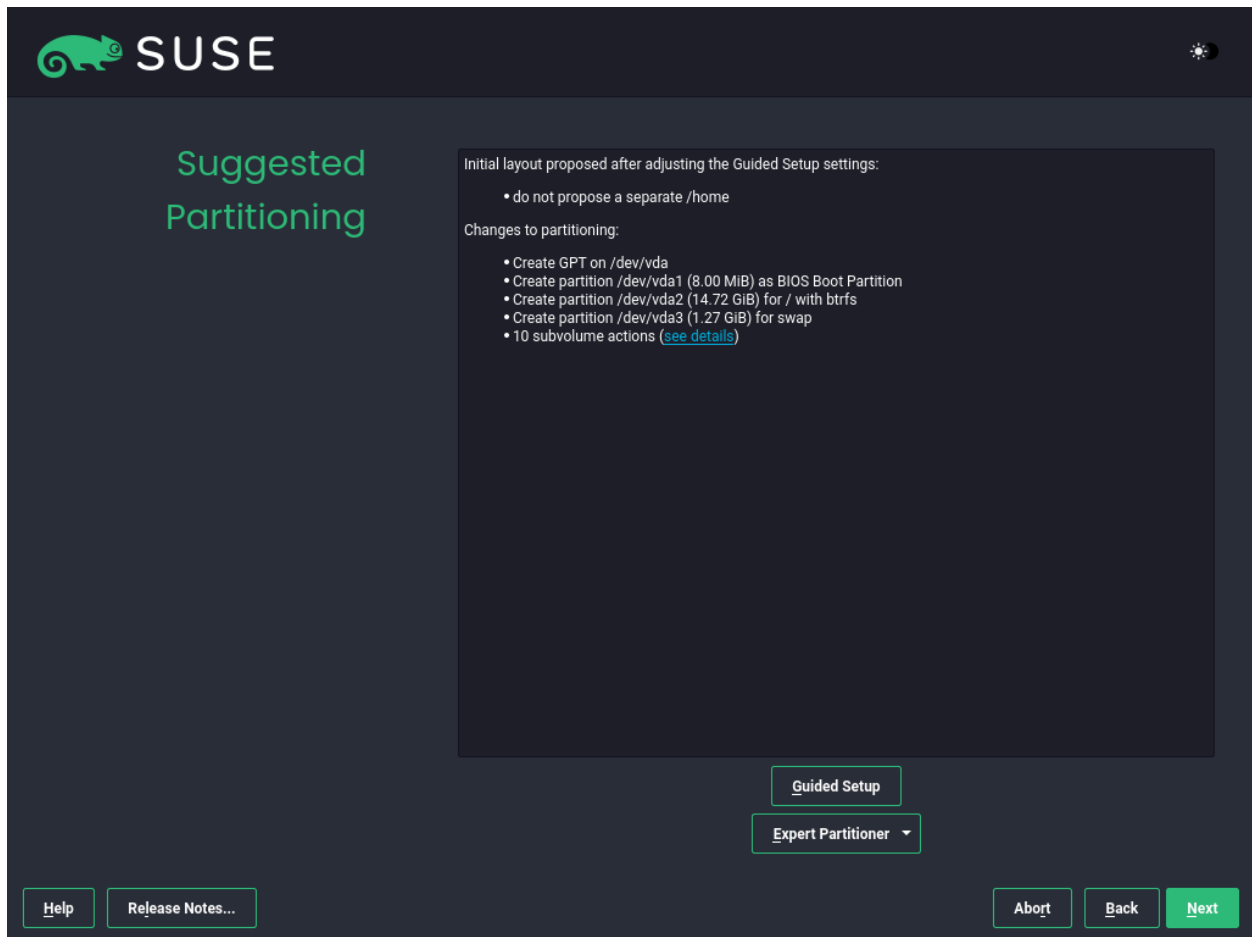 SUSE
Suggested
Partitioning
Initial layout proposed after adjusting the Guided Setup settings:
• do not propose a separate /home
Changes to partitioning:
• Create GPT on /dev/vda
• Create partition /dev/vda1 (8.00 MiB) as BIOS Boot Partition
• Create partition /dev/vda2 (14.72 GiB) for / with btrfs
• Create partition /dev/vda3 (1.27 GiB) for swap
• 10 subvolume actions (see details)
Guided Setup
Expert Partitioner
Help Release Notes... Abort Back Next